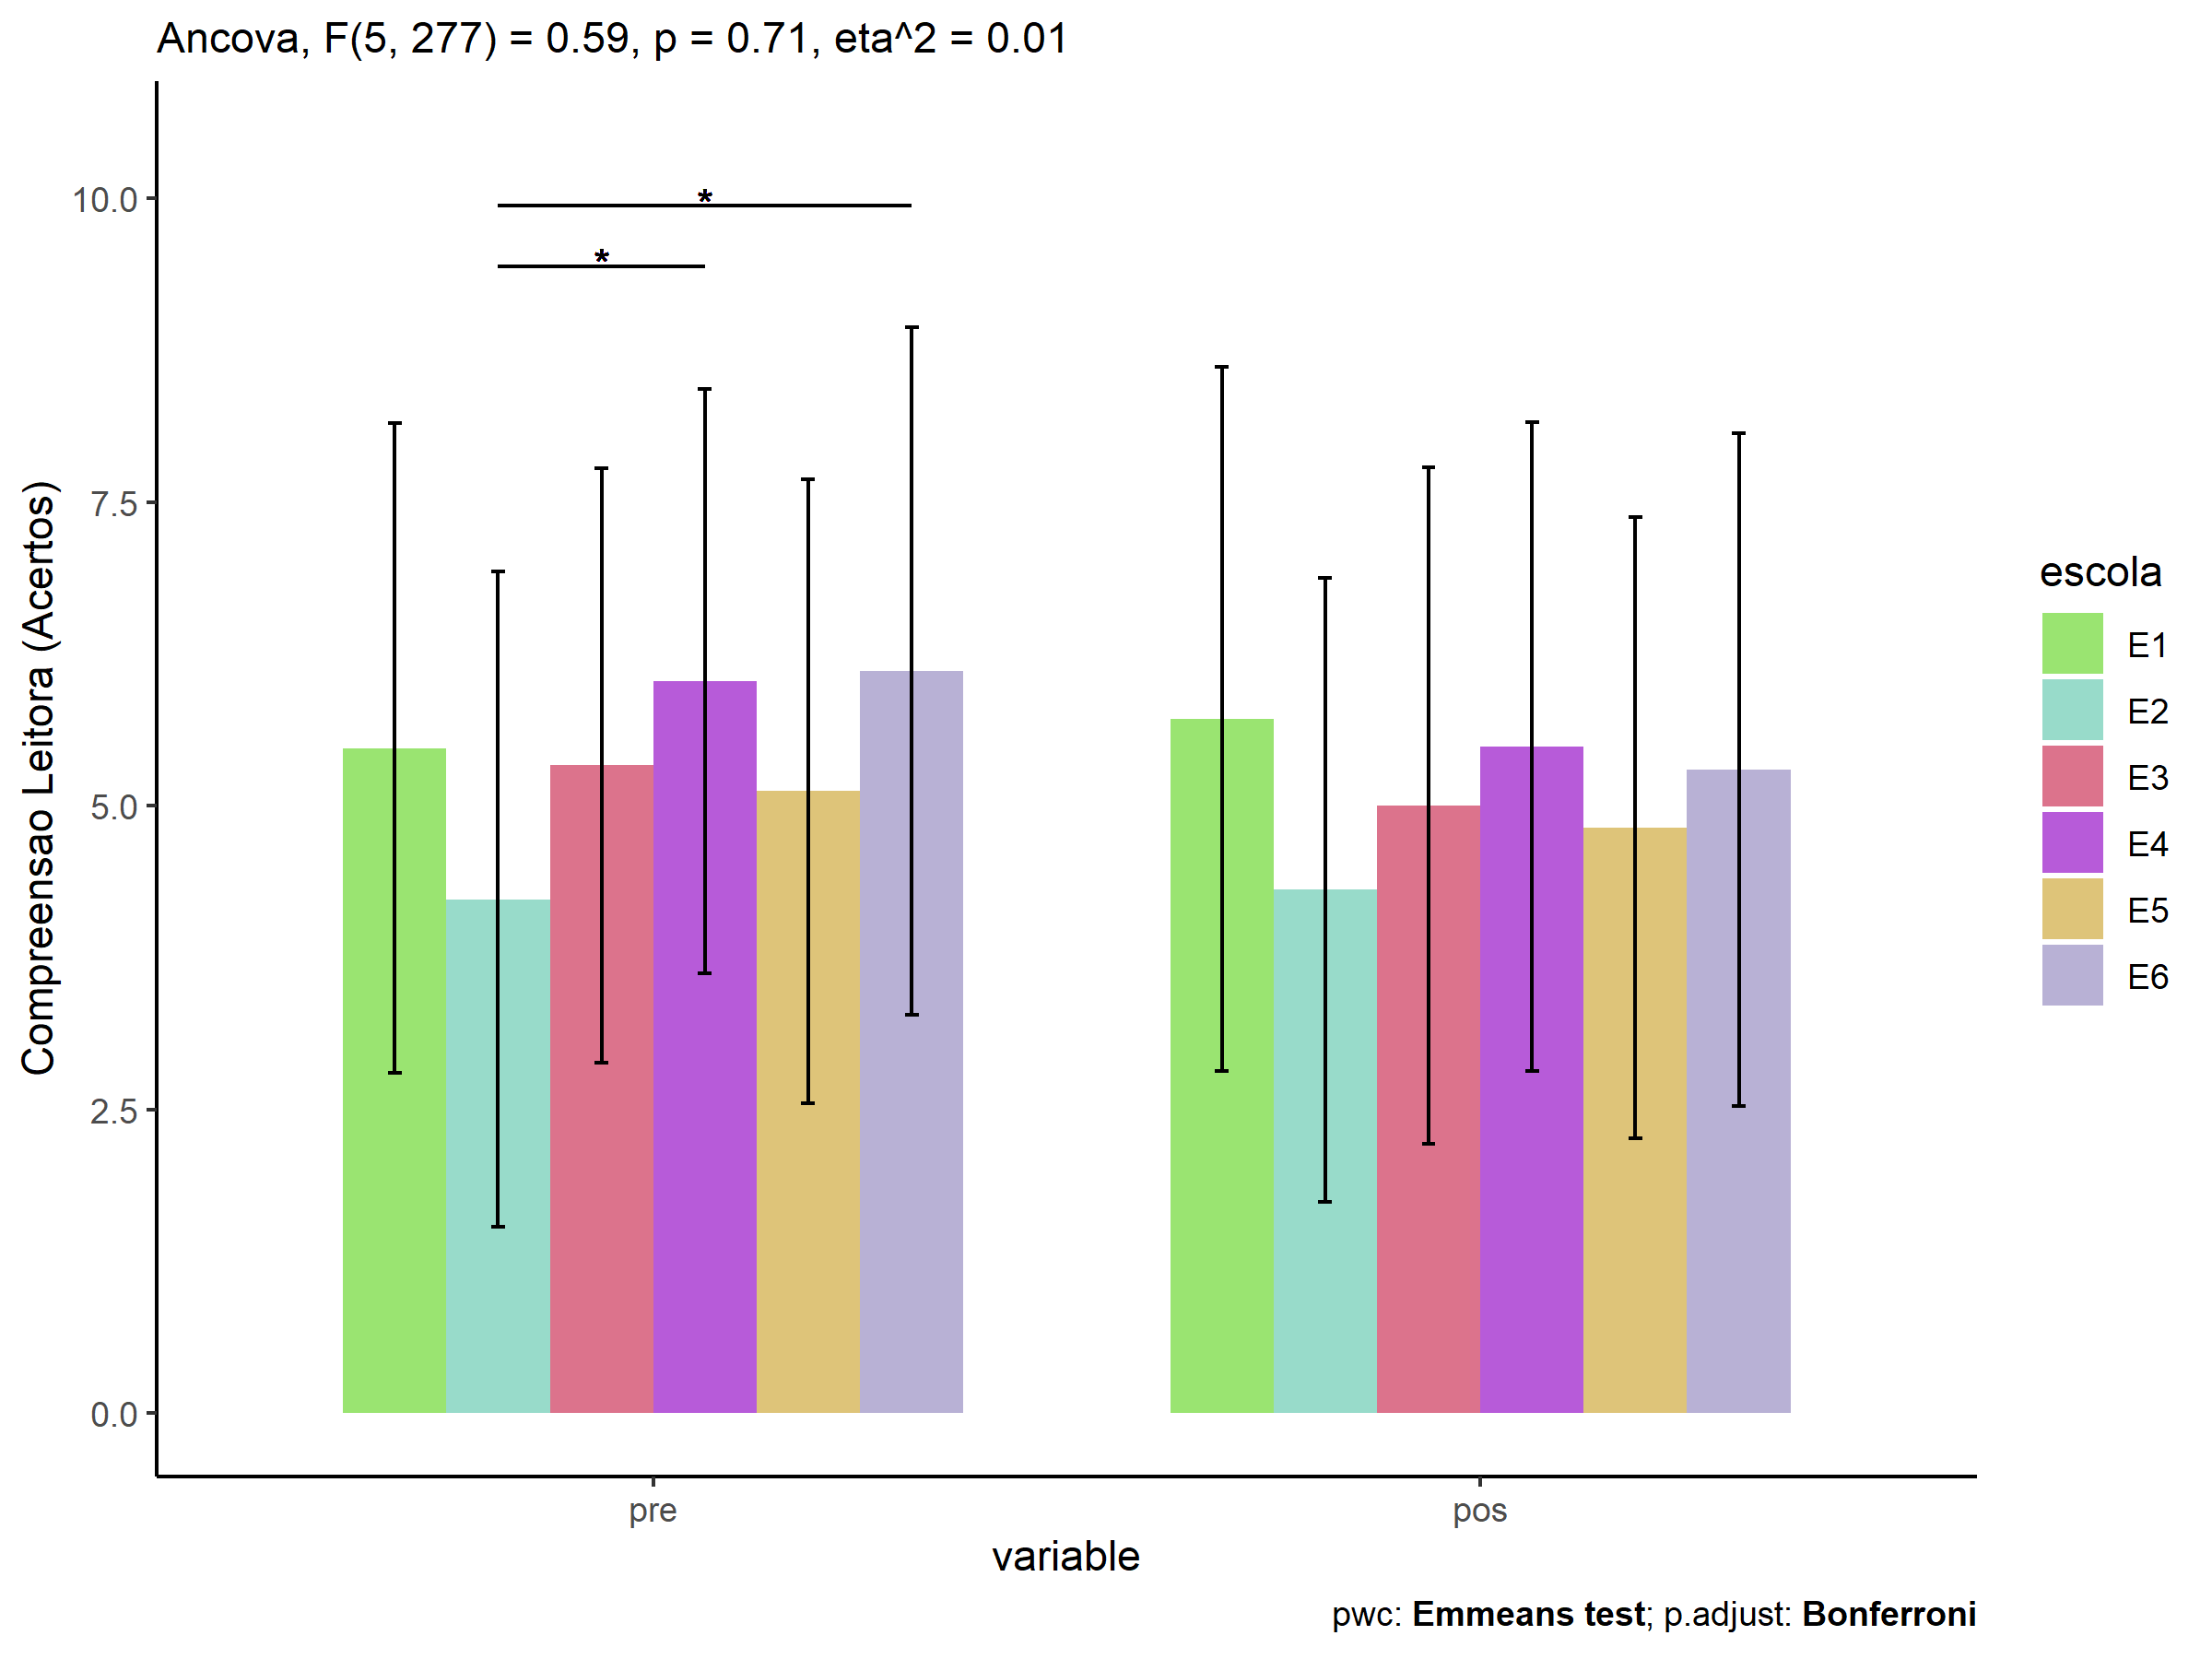 Ancova, F(5, 277) = 0.59, p = 0.71, eta^2 = 0.01
Compreensao Leitora (Acertos)
10.0
7.5
5.0
2.5
0.0
*
*
pre
pos
variable
escola
E1
E2
E3
E4
E5
E6
pwc: Emmeans test; p.adjust: Bonferroni